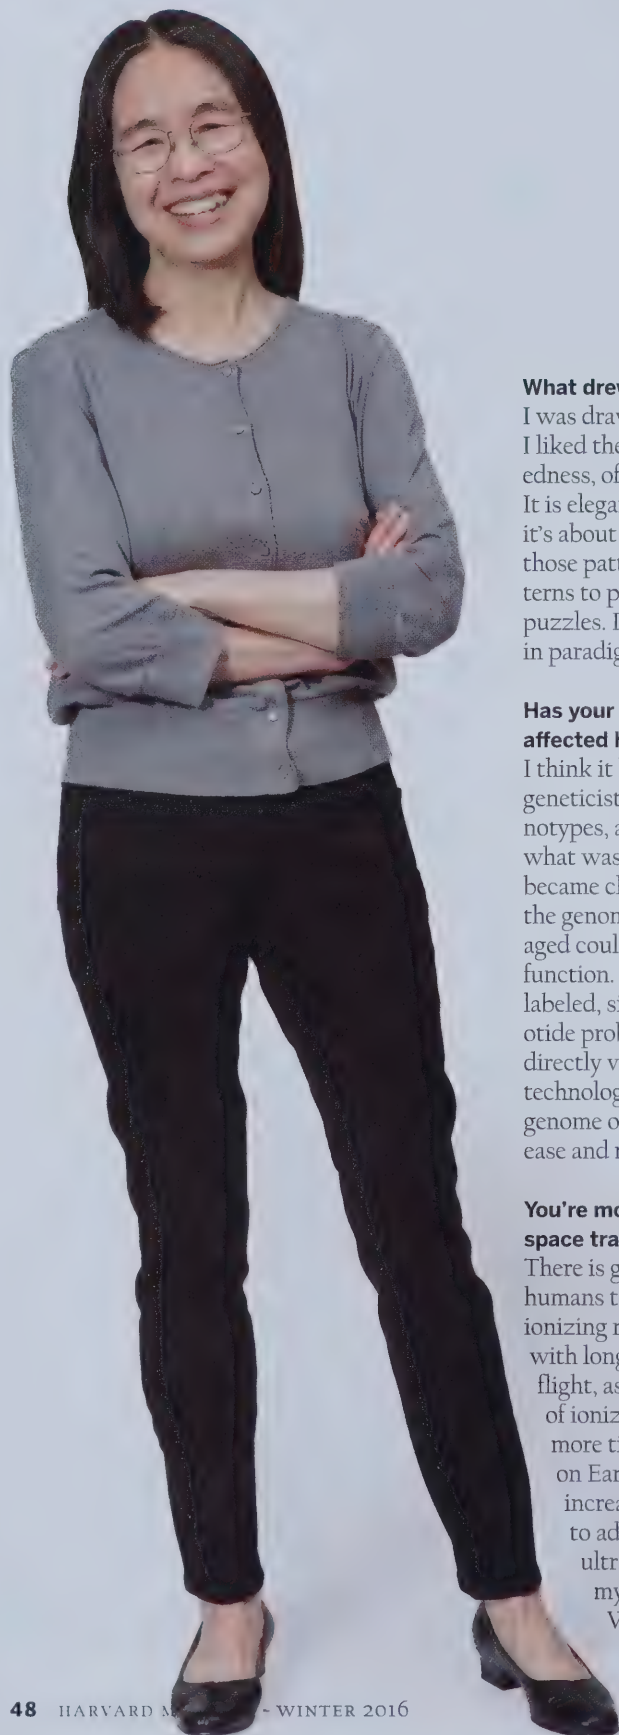 What drew
I was draw
I liked the
edness, of
It is elega
it's about
those patt
terns to p
puzzles. I
in paradig
Has your
affected h
I think it
geneticist
notypes, a
what was
became cl
the genon
aged coul
function.
labeled, si
otide prob
directly v
technolog
genome o
ease and r
You're mo
space tra
There is g
humans t
ionizing r
with long
flight, as
of ioniz
more ti
on Ear
increa
to ad
ultr
my
V
48 HARVARD M - WINTER 2016